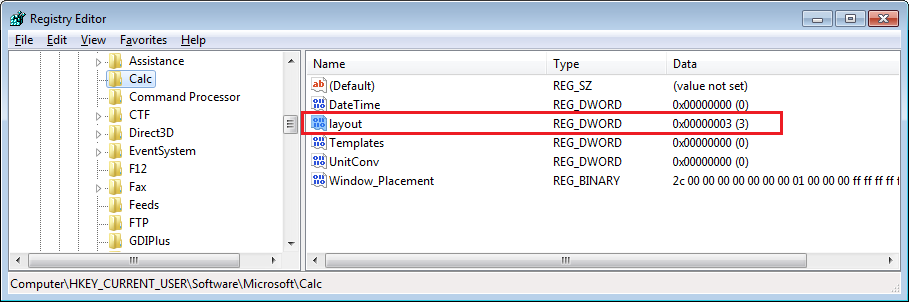 Registry Editor
File Edit View Favorites Help
Assistance
Calc
Command Processor
CTF
Direct3D
EventSystem
F12
Fax
Feeds
FTP
GDIPlus
Name Type Data
(Default) REG_SZ (value not set)
DateTime REG_DWORD 0x00000000 (0)
layout REG_DWORD 0x00000003 (3)
Templates REG_DWORD 0x00000000 (0)
UnitConv REG_DWORD 0x00000000 (0)
Window_Placement REG_BINARY 2c 00 00 00 00 00 00 00 01 00 00 00 ff ff ff ff f
Computer\HKEY_CURRENT_USER\Software\Microsoft\Calc